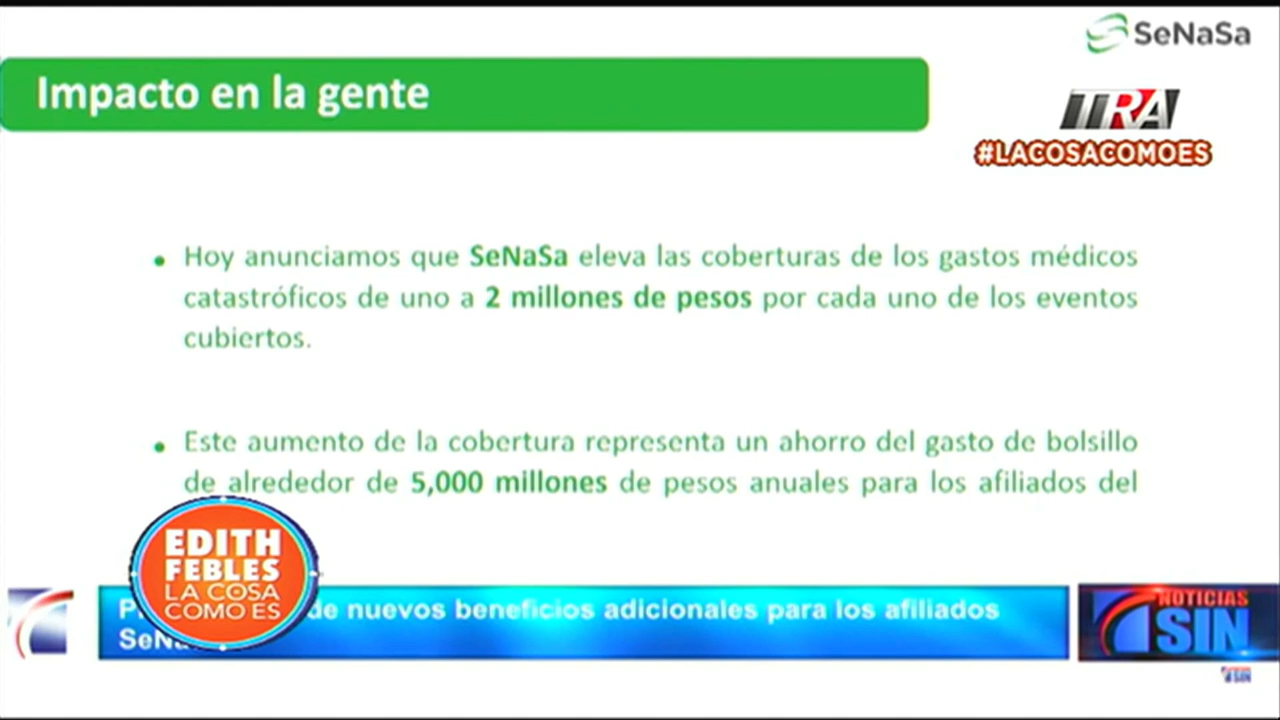 SeNaSa
Impacto en la gente
TRA
#LACOSACOMOES
• Hoy anunciamos que SeNaSa eleva las coberturas de los gastos médicos
catastróficos de uno a 2 millones de pesos por cada uno de los eventos
cubiertos.
• Este aumento de la cobertura representa un ahorro del gasto de bolsillo
de alrededor de 5,000 millones de pesos anuales para los afiliados del
EDITH
FEBLES
LA COSA
COMO ES
de nuevos beneficios adicionales para los afiliados
NOTICIAS
SIN
SIN